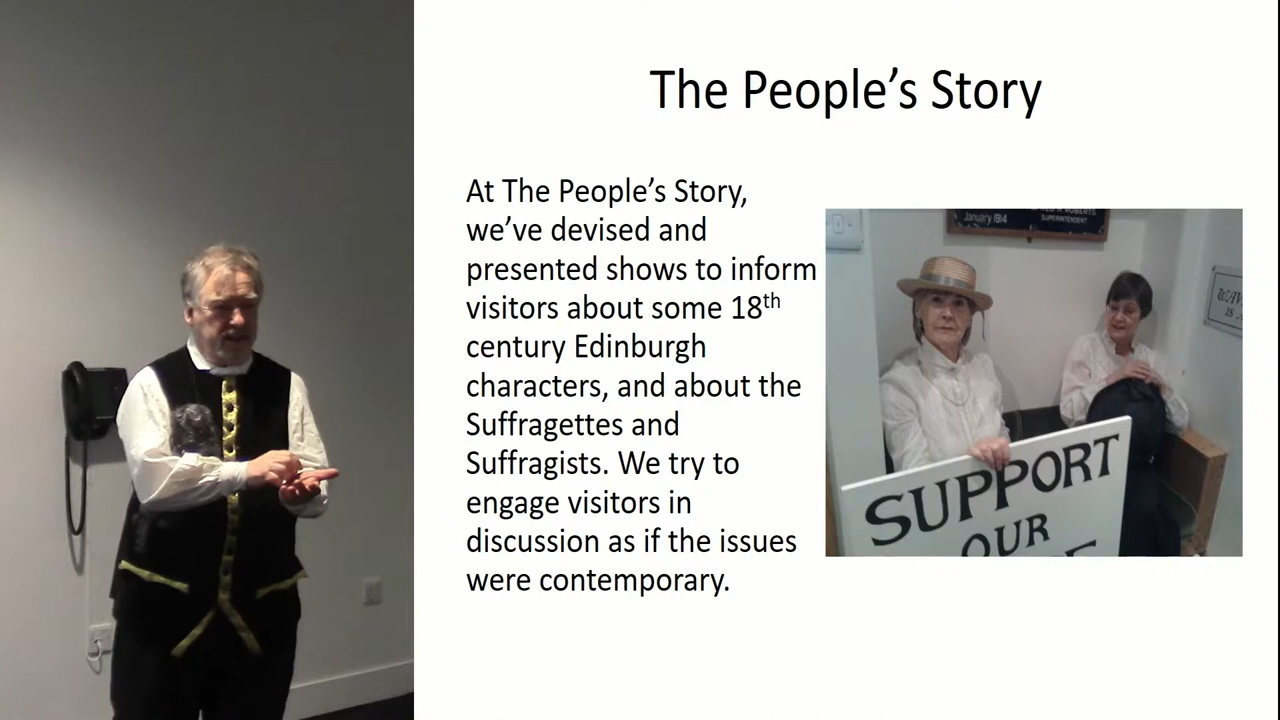 The People’s Story
At The People’s Story,
we’ve devised and
presented shows to inform
visitors about some 18th
century Edinburgh
characters, and about the
Suffragettes and
Suffragists. We try to
engage visitors in
discussion as if the issues
were contemporary.
January 1914
ROBERTS.
SUPERINTENDENT
SUPPORT
OUR